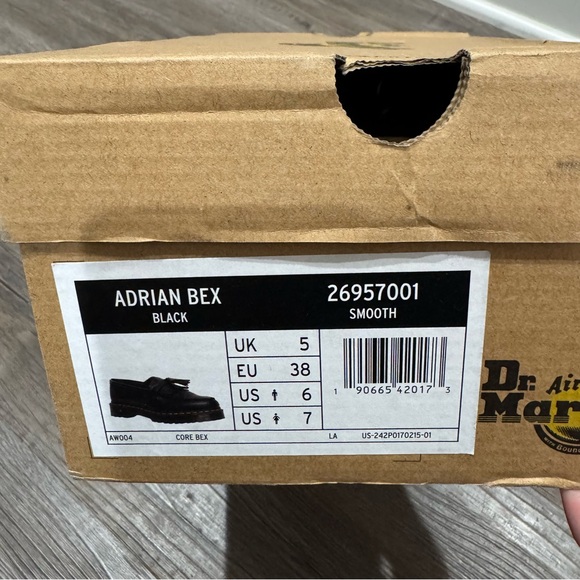 ADRIAN BEX 26957001
BLACK SMOOTH
UK 5
EU 38
US 6
US 7
1 90665 42017 3
AW004 CORE BEX LA US-242P0170215-01
Dr. Air
Mar